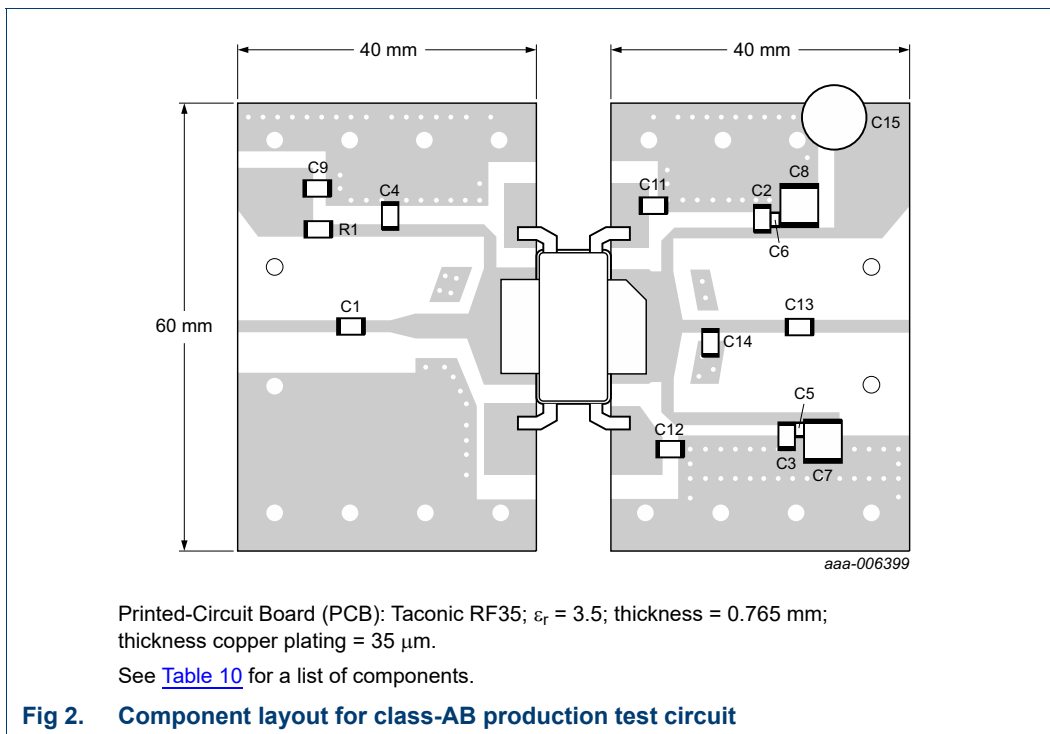 40 mm
40 mm
C15
C9
C8
C4
C11
C2
R1
C6
C1
C13
60 mm
C14
C5
C12
C3
C7
aaa-006399
Printed-Circuit Board (PCB): Taconic RF35; εr = 3.5; thickness = 0.765 mm;
thickness copper plating = 35 μm.
See Table 10 for a list of components.
Fig 2. Component layout for class-AB production test circuit